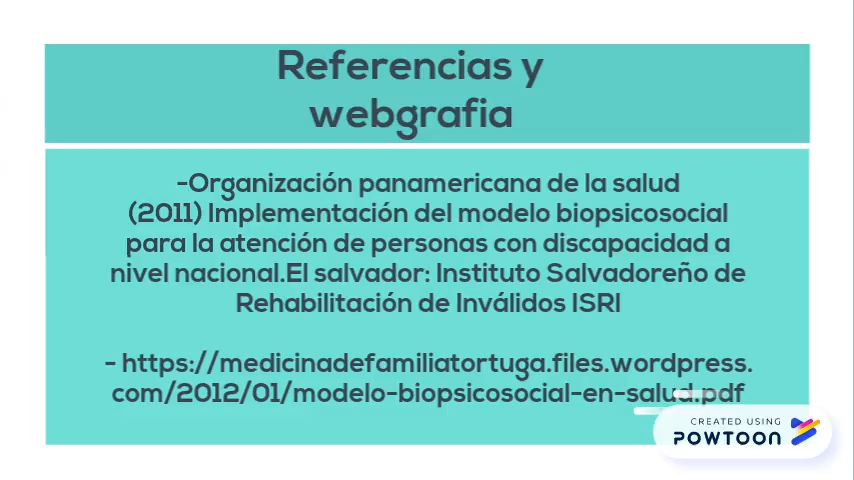 Referencias y
webgrafia
-Organización panamericana de la salud
(2011) Implementación del modelo biopsicosocial
para la atención de personas con discapacidad a
nivel nacional.El salvador: Instituto Salvadoreño de
Rehabilitación de Inválidos ISRI
- https://medicinadefamiliatortuga.files.wordpress.
com/2012/01/modelo-biopsicosocial-en-salud.pdf
CREATED USING
POWTOON